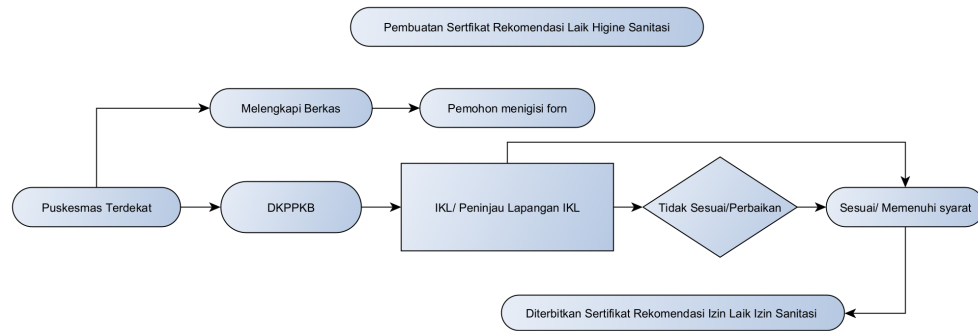 Pembuatan Sertfikat Rekomendasi Laik Higine Sanitasi
Melengkapi Berkas
Pemohon menigisi forn
Puskesmas Terdekat
DKPPKB
IKL/ Peninjau Lapangan IKL
Tidak Sesuai/Perbaikan
Sesuai/ Memenuhi syarat
Diterbitkan Sertifikat Rekomendasi Izin Laik Izin Sanitasi